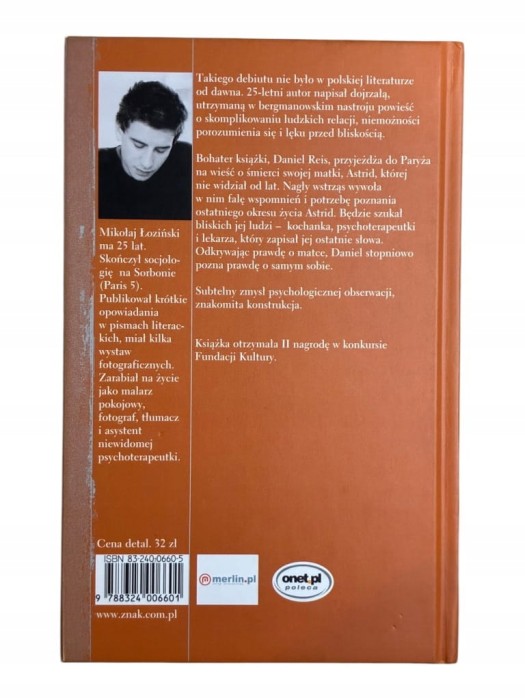 Takiego debiutu nie było w polskiej literaturze
od dawna. 25-letni autor napisał dojrzałą,
utrzymaną w bergmanowskim nastroju powieść
o skomplikowaniu ludzkich relacji, niemożności
porozumienia się i lęku przed bliskością.
Bohater książki, Daniel Reis, przyjeżdża do Paryża
na wieść o śmierci swojej matki, Astrid, której
nie widział od lat. Nagły wstrząs wywoła
w nim falę wspomnień i potrzebę poznania
ostatniego okresu życia Astrid. Będzie szukał
bliskich jej ludzi – kochanka, psychoterapeutki
i lekarza, który zapisał jej ostatnie słowa.
Odkrywając prawdę o matce, Daniel stopniowo
pozna prawdę o samym sobie.
Subtelny zmysł psychologicznej obserwacji,
znakomita konstrukcja.
Książka otrzymała II nagrodę w konkursie
Fundacji Kultury.
Mikołaj Łoziński
ma 25 lat.
Skończył socjolo-
gię na Sorbonie
(Paris 5).
Publikował krótkie
opowiadania
w pismach literac-
kich, miał kilka
wystaw
fotograficznych.
Zarabiał na życie
jako malarz
pokojowy,
fotograf, tłumacz
i asystent
niewidomej
psychoterapeutki.
Cena detal. 32 zł
ISBN 83-240-0660-5
9 788324 006601
www.znak.com.pl
m merlin.pl
onet.pl
poleca